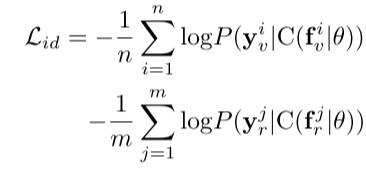 $\mathcal{L}_{id} = -\frac{1}{n} \sum_{i=1}^{n} \log P(\mathbf{y}_v^i | \mathrm{C}(\mathbf{f}_v^i | \theta))$
$-\frac{1}{m} \sum_{j=1}^{m} \log P(\mathbf{y}_r^j | \mathrm{C}(\mathbf{f}_r^j | \theta))$